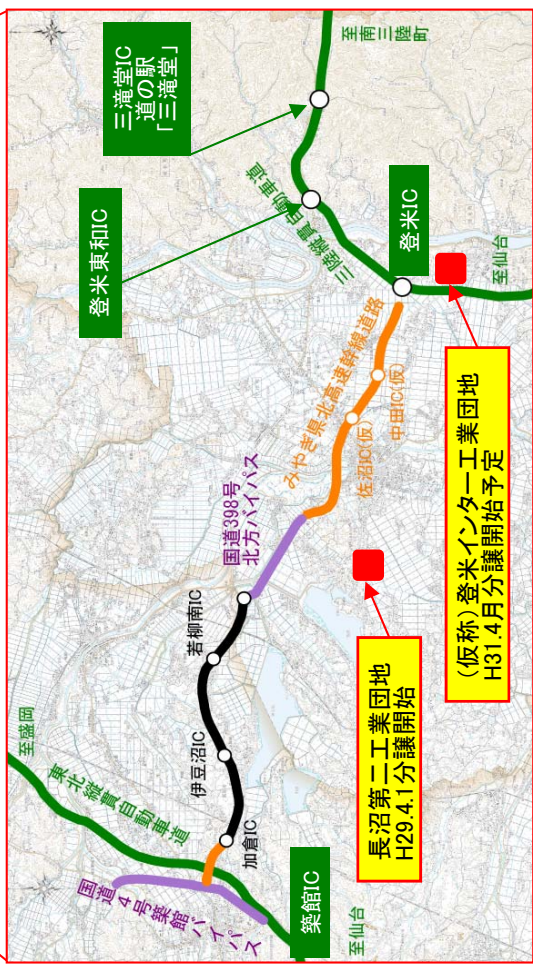 三滝堂IC
道の駅
「三滝堂」
登米東和IC
至南三陸町
三陸縦貫自動車道
登米IC
至仙台
みやぎ県北高速幹線道路
中田IC(仮)
佐沼IC(仮)
国道398号
北方バイパス
若柳南IC
伊豆沼IC
加倉IC
至盛岡
東北縦貫自動車道
国道4号築館バイパス
築館IC
至仙台
長沼第二工業団地
H29.4.1分譲開始
(仮称)登米インター工業団地
H31.4月分譲開始予定